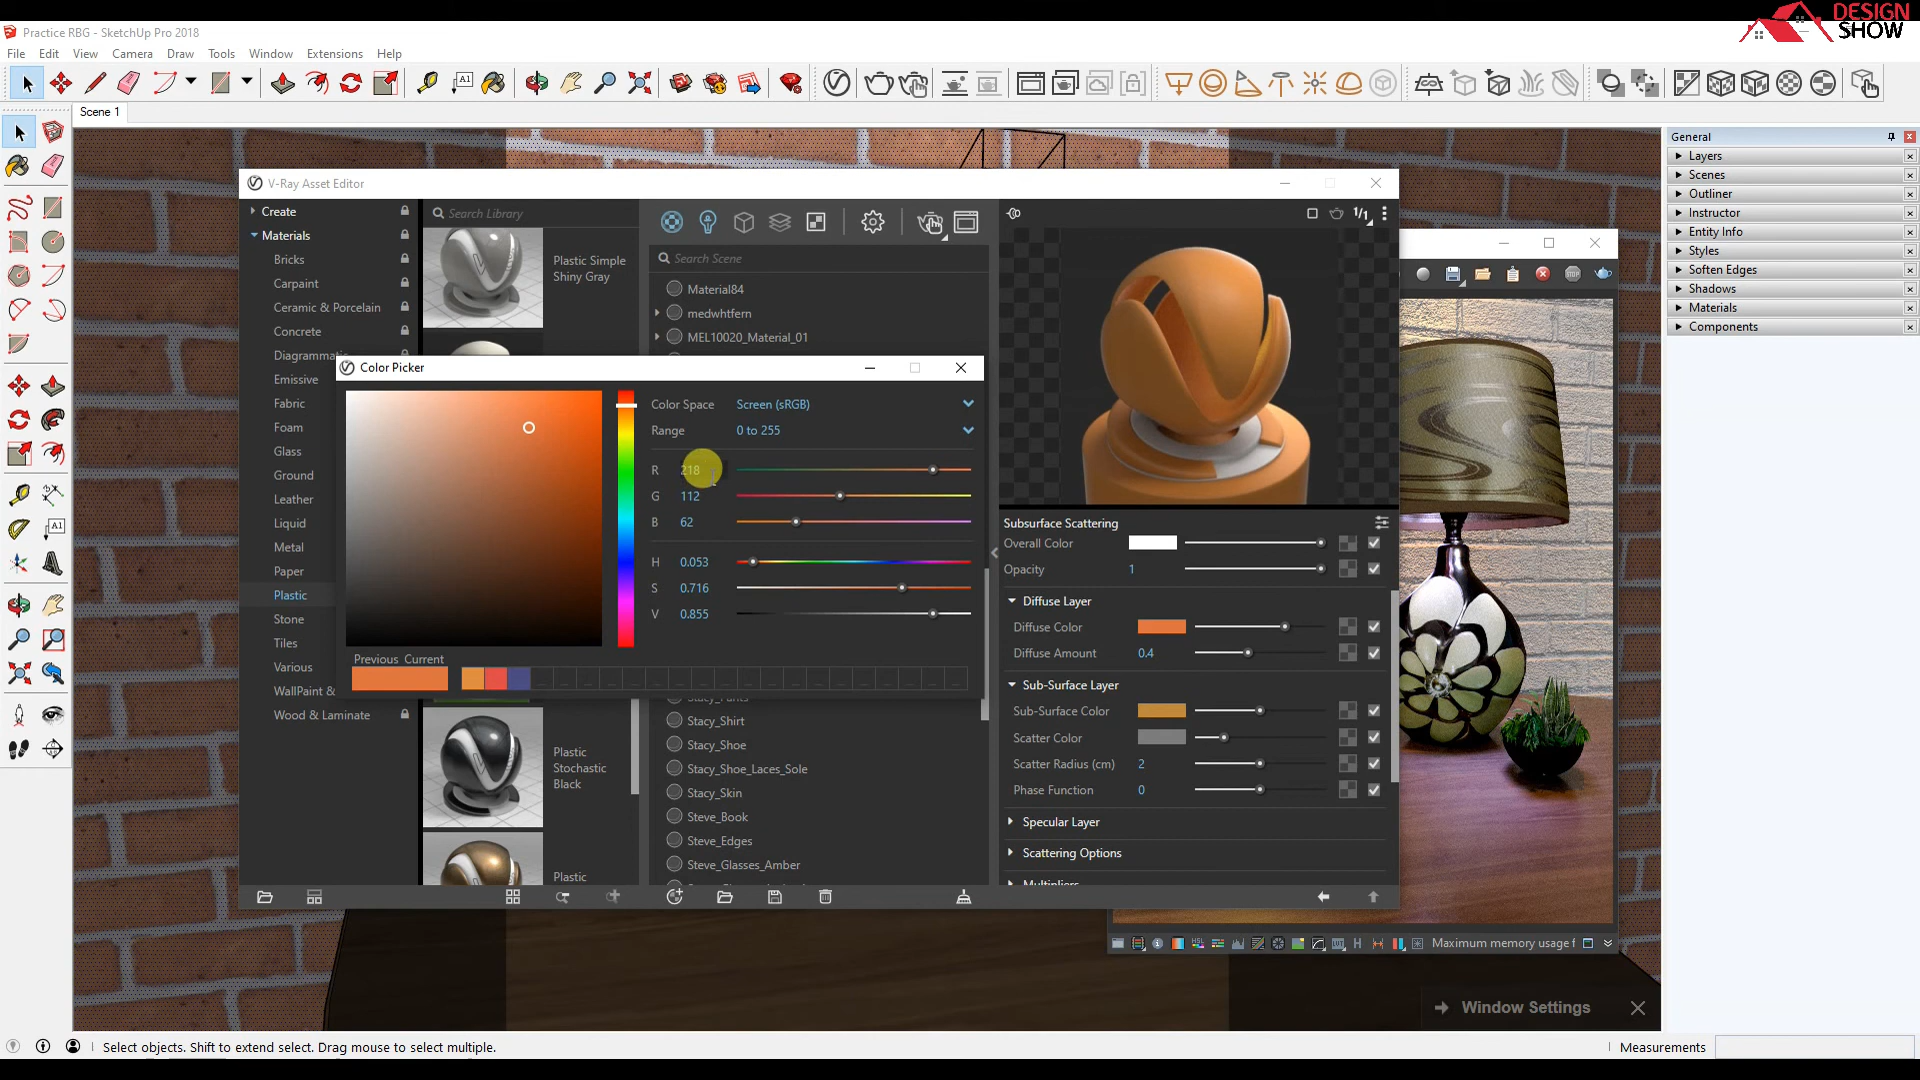 DESIGN
SHOW
Practice RBG - SketchUp Pro 2018
File Edit View Camera Draw Tools Window Extensions Help
Scene 1
General
Layers
Scenes
Outliner
Instructor
Entity Info
Styles
Soften Edges
Shadows
Materials
Components
V-Ray Asset Editor
Create
Materials
Bricks
Carpaint
Ceramic & Porcelain
Concrete
Diagrammatic
Emissive
Fabric
Foam
Glass
Ground
Leather
Liquid
Metal
Paper
Plastic
Stone
Tiles
Various
WallPaint &
Wood & Laminate
Search Library
Plastic Simple
Shiny Gray
Plastic
Stochastic
Black
Plastic
Search Scene
Material84
medwhtfern
MEL10020_Material_01
Stacy_Pants
Stacy_Shirt
Stacy_Shoe
Stacy_Shoe_Laces_Sole
Stacy_Skin
Steve_Book
Steve_Edges
Steve_Glasses_Amber
Color Picker
Color Space Screen (sRGB)
Range 0 to 255
R 218
G 112
B 62
H 0.053
S 0.716
V 0.855
Previous Current
1/1
Subsurface Scattering
Overall Color
Opacity 1
Diffuse Layer
Diffuse Color
Diffuse Amount 0.4
Sub-Surface Layer
Sub-Surface Color
Scatter Color
Scatter Radius (cm) 2
Phase Function 0
Specular Layer
Scattering Options
Multipliers
Maximum memory usage f
Window Settings
Select objects. Shift to extend select. Drag mouse to select multiple.
Measurements